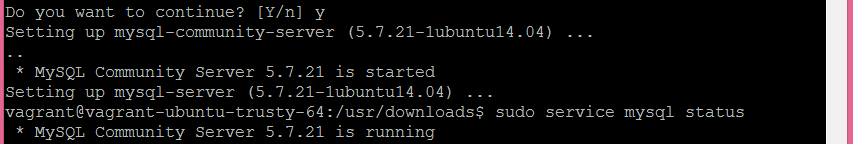 Do you want to continue? [Y/n] y
Setting up mysql-community-server (5.7.21-1ubuntu14.04) ...
..
 * MySQL Community Server 5.7.21 is started
Setting up mysql-server (5.7.21-1ubuntu14.04) ...
vagrant@vagrant-ubuntu-trusty-64:/usr/downloads$ sudo service mysql status
 * MySQL Community Server 5.7.21 is running